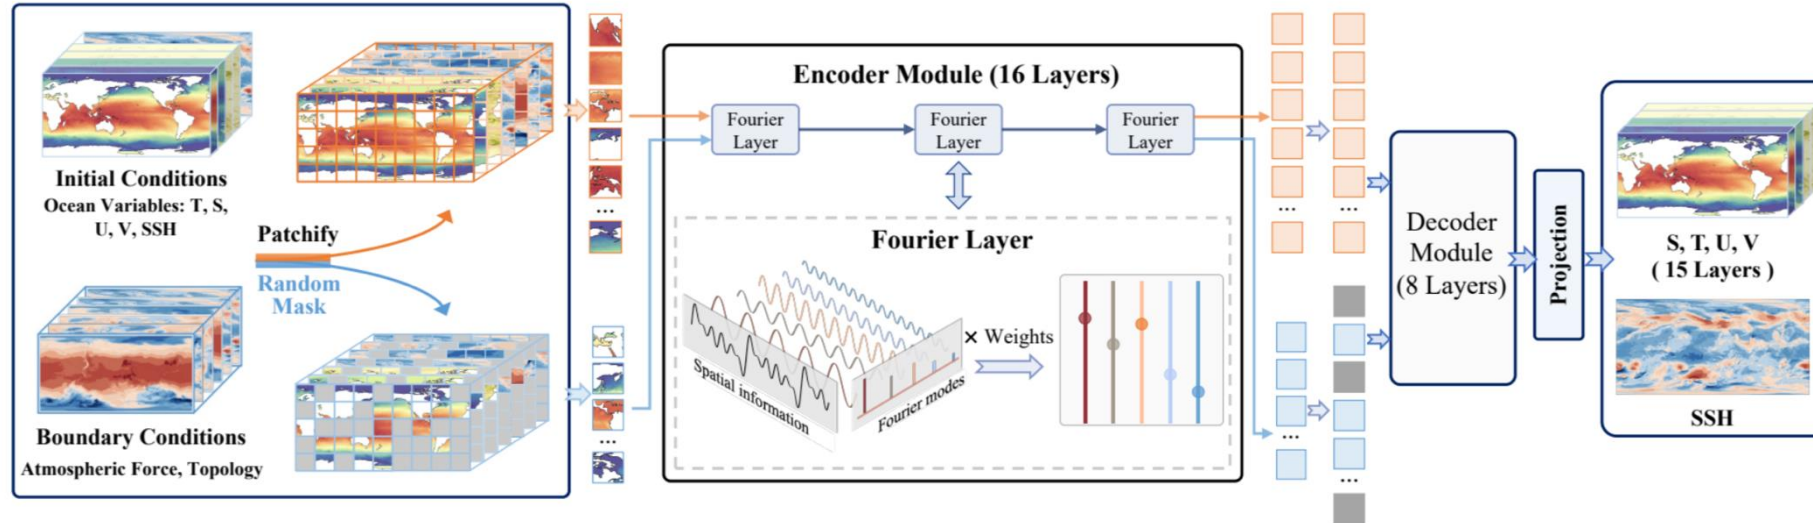 Initial Conditions
Ocean Variables: T, S,
U, V, SSH
Patchify
Random
Mask
Boundary Conditions
Atmospheric Force, Topology
...
...
Encoder Module (16 Layers)
Fourier
Layer
Fourier
Layer
Fourier
Layer
Fourier Layer
Spatial information
Fourier modes
× Weights
...
...
...
...
Decoder
Module
(8 Layers)
Projection
S, T, U, V
( 15 Layers )
SSH